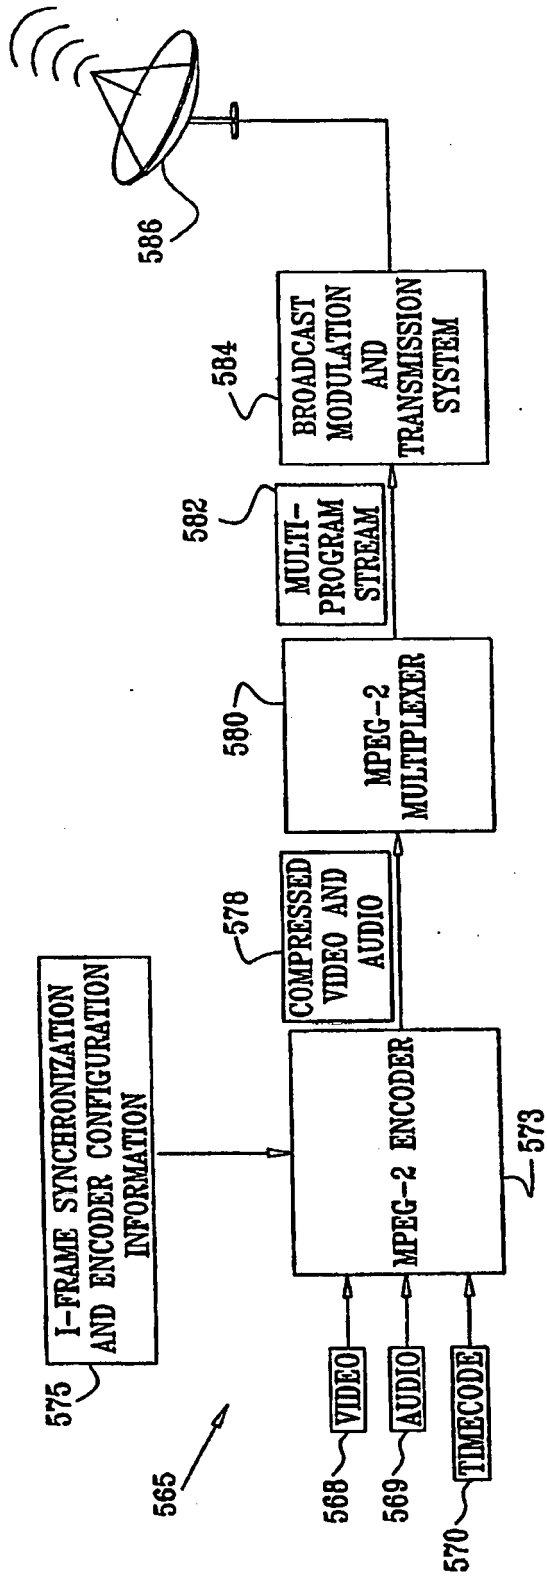 575
I-FRAME SYNCHRONIZATION
AND ENCODER CONFIGURATION
INFORMATION
565
568
VIDEO
569
AUDIO
570
TIMECODE
MPEG-2 ENCODER
573
578
COMPRESSED
VIDEO AND
AUDIO
580
MPEG-2
MULTIPLEXER
582
MULTI-
PROGRAM
STREAM
584
BROADCAST
MODULATION
AND
TRANSMISSION
SYSTEM
586